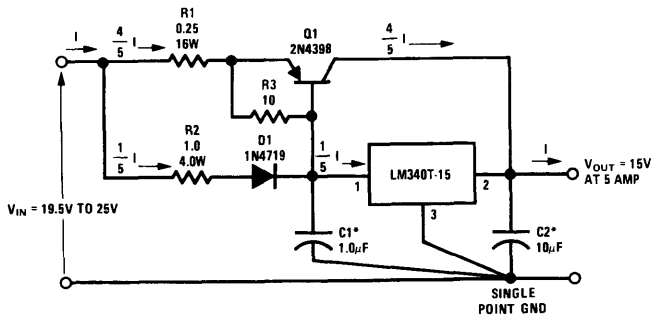 I
4/5 I
R1
0.25
16W
Q1
2N4398
4/5 I
R3
10
1/5 I
R2
1.0
4.0W
D1
1N4719
1/5 I
1
LM340T-15
2
3
I
VOUT = 15V
AT 5 AMP
VIN = 19.5V TO 25V
C1*
1.0μF
C2*
10μF
SINGLE
POINT GND